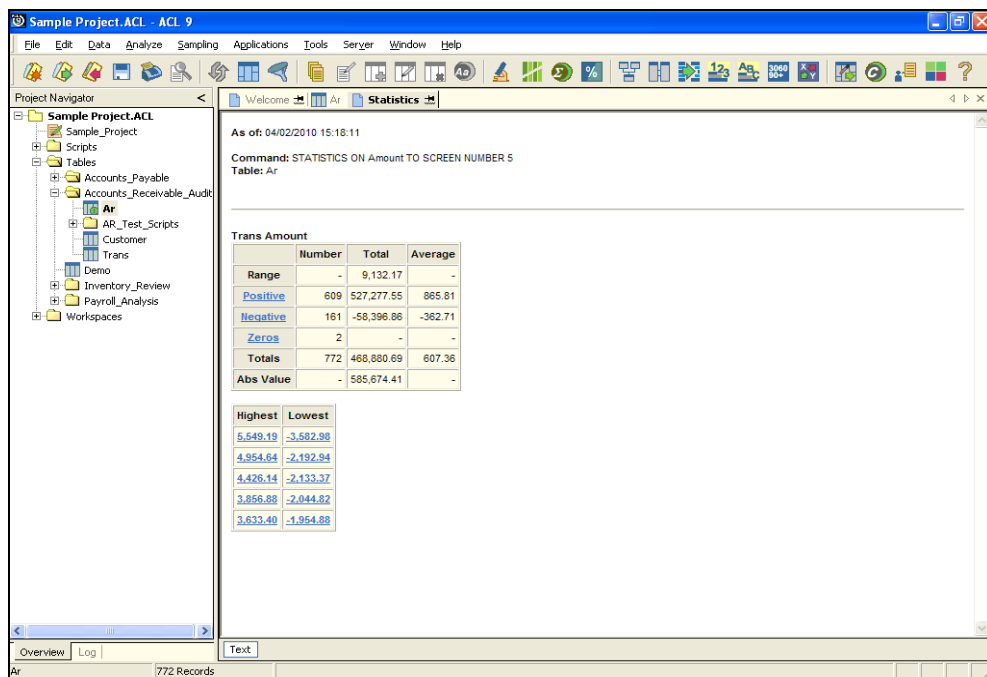 Sample Project.ACL - ACL 9
File Edit Data Analyze Sampling Applications Tools Server Window Help
Project Navigator <
Welcome Ar Statistics
Sample Project.ACL
Sample_Project
Scripts
Tables
Accounts_Payable
Accounts_Receivable_Audit
Ar
AR_Test_Scripts
Customer
Trans
Demo
Inventory_Review
Payroll_Analysis
Workspaces
As of: 04/02/2010 15:18:11
Command: STATISTICS ON Amount TO SCREEN NUMBER 5
Table: Ar
Trans Amount
Number Total Average
Range - 9,132.17 -
Positive 609 527,277.55 865.81
Negative 161 -58,396.86 -362.71
Zeros 2 - -
Totals 772 468,880.69 607.36
Abs Value - 585,674.41 -
Highest Lowest
5,549.19 -3,582.98
4,954.64 -2,192.94
4,426.14 -2,133.37
3,856.88 -2,044.82
3,633.40 -1,954.88
Overview Log
Text
Ar 772 Records